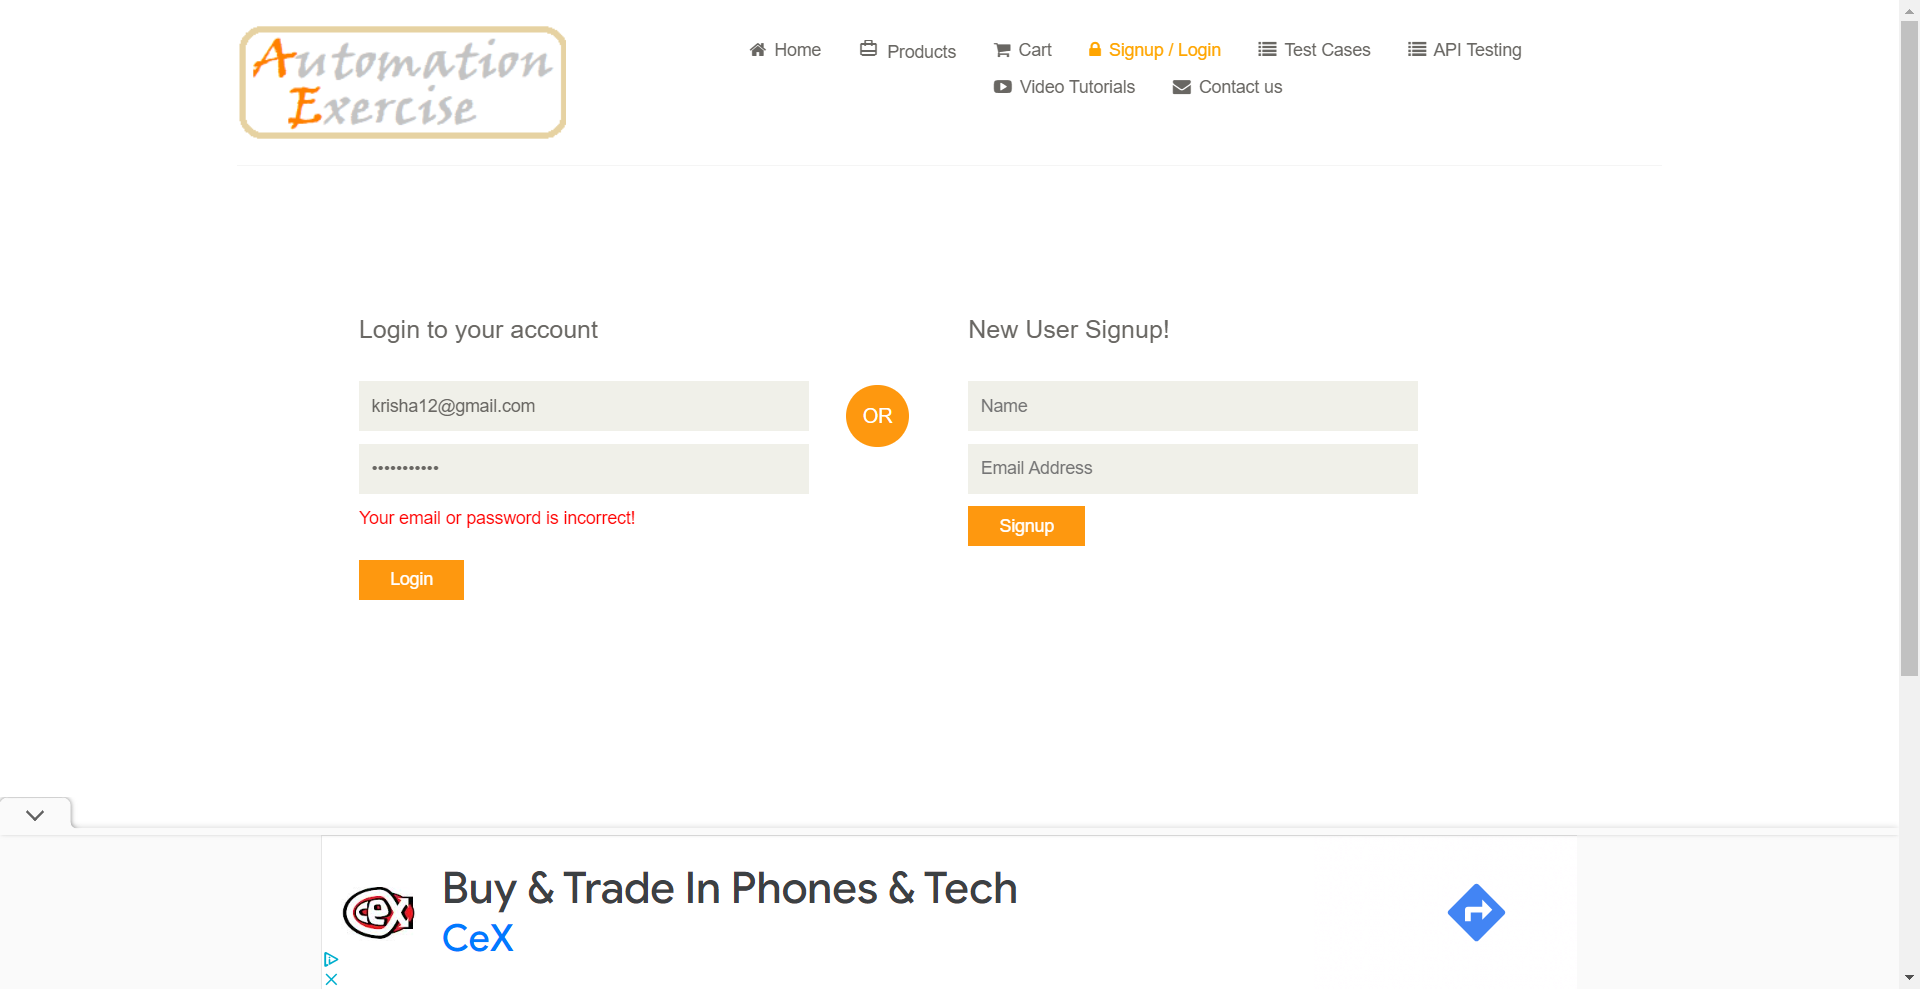 Automation
Exercise
Home
Products
Cart
Signup / Login
Test Cases
API Testing
Video Tutorials
Contact us
Login to your account
krisha12@gmail.com
•••••••••••
Your email or password is incorrect!
Login
OR
New User Signup!
Name
Email Address
Signup
CeX
Buy & Trade In Phones & Tech
CeX